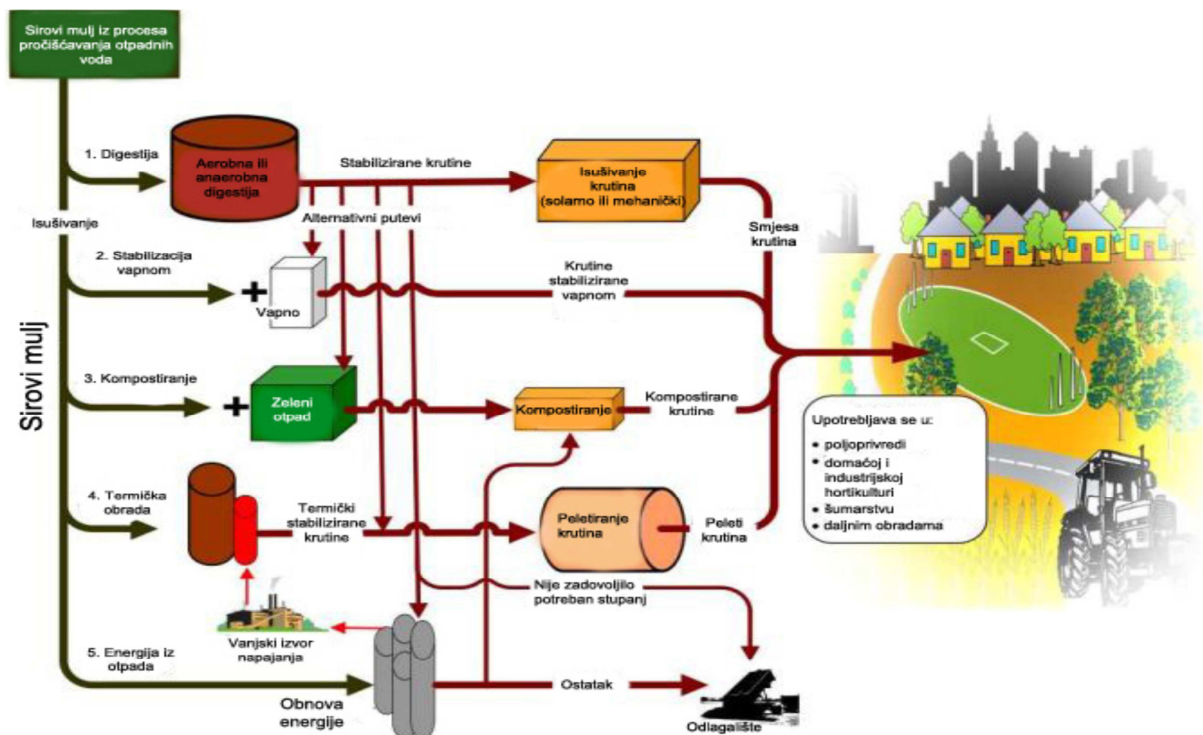 Sirovi mulj iz procesa
pročišćavanja otpadnih
voda
1. Digestija
Aerobna ili
anaerobna
digestija
Stabilizirane krutine
Isušivanje
krutina
(solarno ili mehanički)
Alternativni putevi
Smjesa
krutina
Isušivanje
2. Stabilizacija
vapnom
+
Vapno
Krutine
stabilizirane
vapnom
Sirovi mulj
3. Kompostiranje
+
Zeleni
otpad
Kompostiranje
Kompostirane
krutine
Upotrebljava se u:
• poljoprivredi
• domaćoj i
industrijskoj
hortikulturi
• šumarstvu
• daljnim obradama
4. Termička
obrada
Termički
stabilizirane
krutine
Peletiranje
krutina
Peleti
krutina
Nije zadovoljilo
potreban stupanj
Vanjski izvor
napajanja
5. Energija iz
otpada
Obnova
energije
Ostatak
Odlagalište